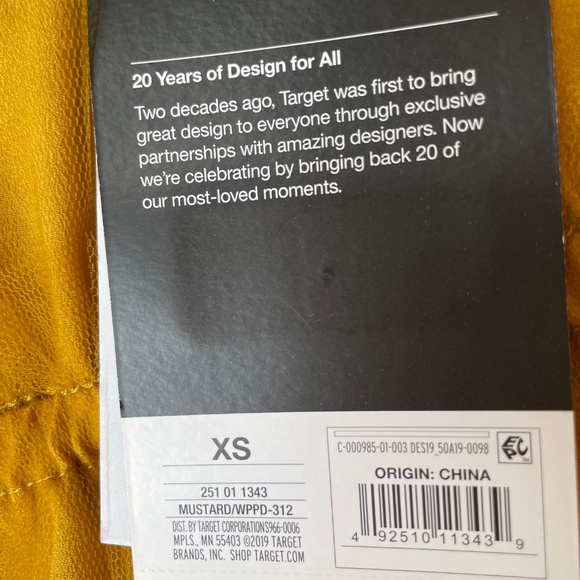 20 Years of Design for All
Two decades ago, Target was first to bring
great design to everyone through exclusive
partnerships with amazing designers. Now
we're celebrating by bringing back 20 of
our most-loved moments.
XS
251 01 1343
MUSTARD/WPPD-312
DIST. BY TARGET CORPORATIONS966-0006
MPLS., MN 55403 ©2019 TARGET
BRANDS, INC. SHOP TARGET.COM
C-000985-01-003 DES19_50A19-0098
EPC TM
ORIGIN: CHINA
4 92510 11343 9